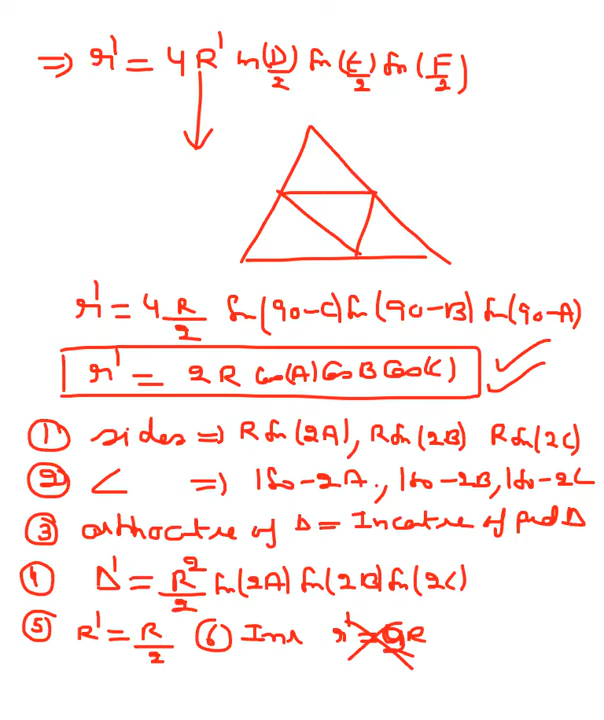 ⇒ r' = 4R' sin(D/2) sin(E/2) sin(F/2)
r' = 4 R/2 sin(90-C) sin(90-B) sin(90-A)
r' = 2R Cos(A) Cos B Cos(C)
① sides ⇒ R sin(2A), R sin(2B) R sin(2C)
② ∠ ⇒ 180-2A, 180-2B, 180-2C
③ orthocentre of Δ = Incentre of ped Δ
④ Δ' = R²/2 sin(2A) sin(2B) sin(2C)
⑤ R' = R/2 ⑥ Inr